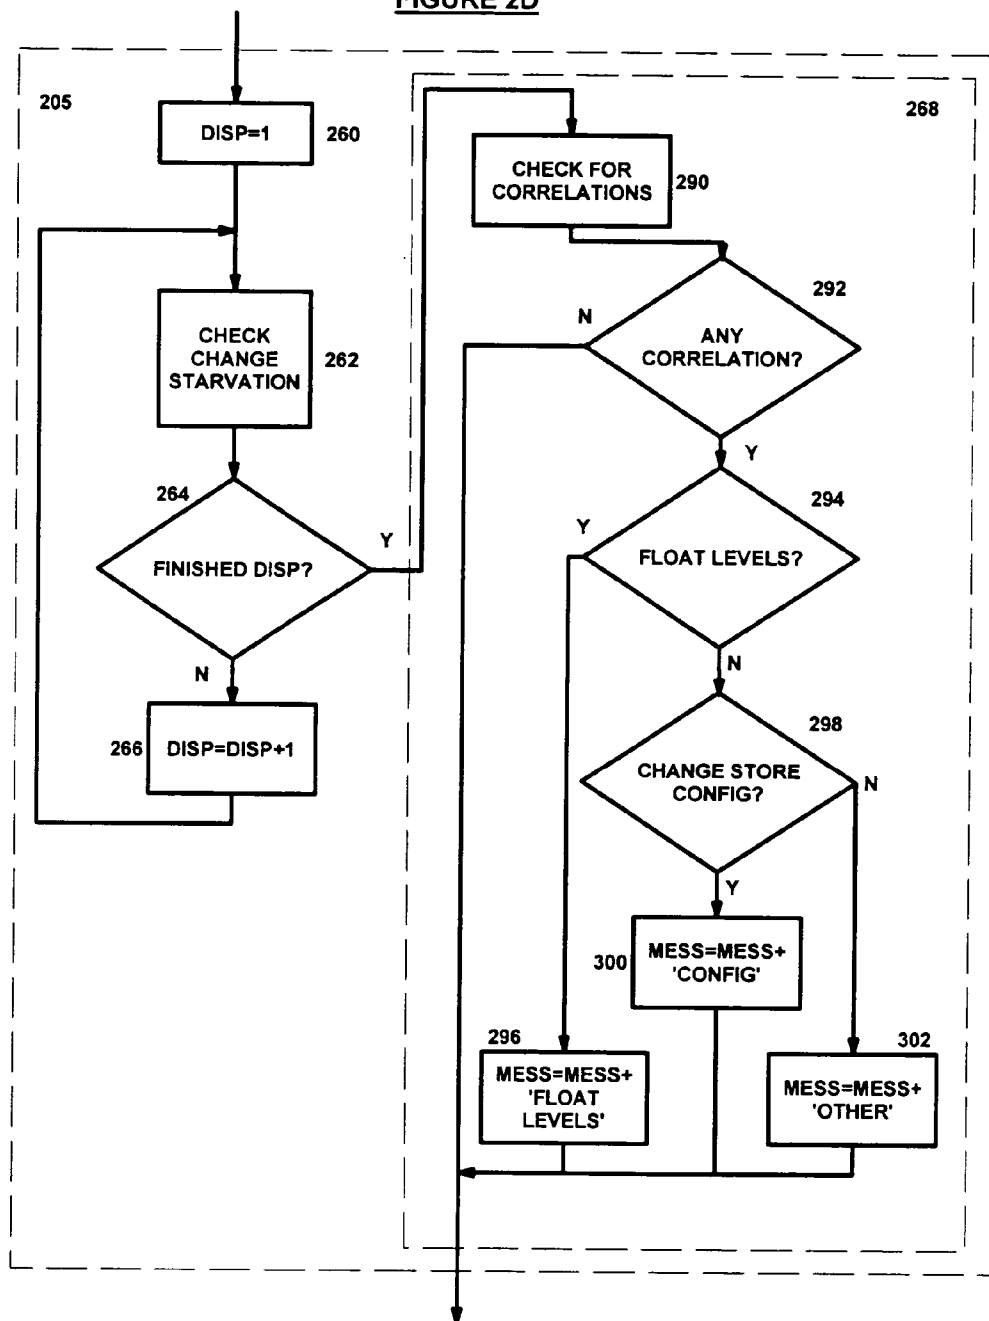 FIGURE 2D
205
DISP=1
260
CHECK
CHANGE
STARVATION
262
264
FINISHED DISP?
Y
N
266
DISP=DISP+1
268
CHECK FOR
CORRELATIONS
290
292
N
ANY
CORRELATION?
Y
294
Y
FLOAT LEVELS?
N
298
CHANGE STORE
CONFIG?
N
Y
300
MESS=MESS+
'CONFIG'
296
MESS=MESS+
'FLOAT
LEVELS'
302
MESS=MESS+
'OTHER'